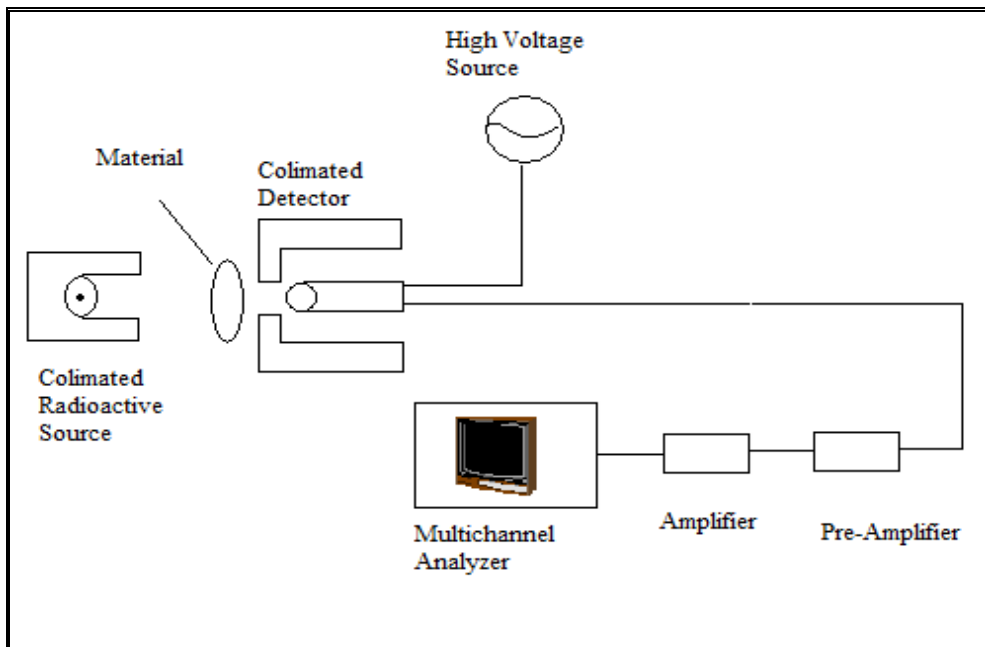 High Voltage
Source
Material
Colimated
Detector
Colimated
Radioactive
Source
Multichannel
Analyzer
Amplifier
Pre-Amplifier